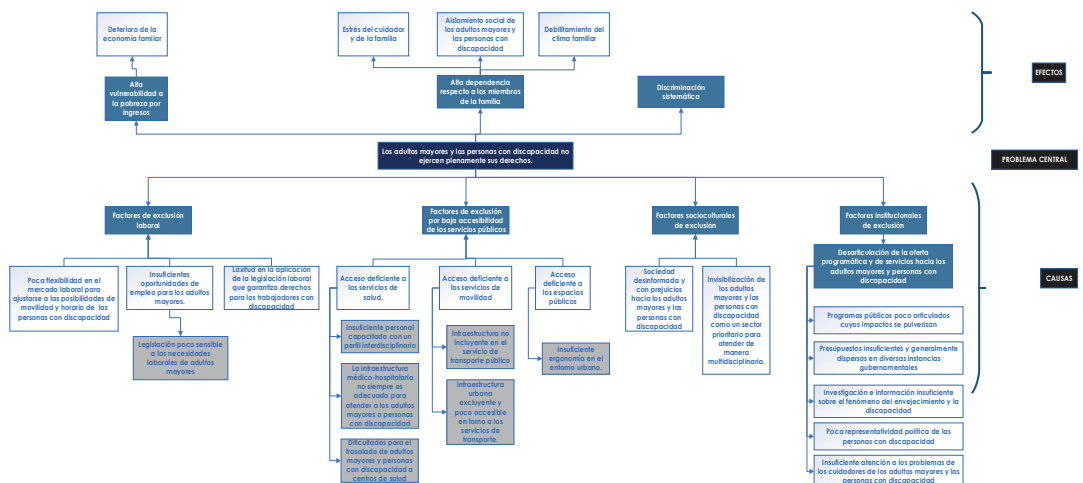 Deterioro de la
economía familiar
Estrés del cuidador
y de la familia
Aislamiento social de
los adultos mayores y
las personas con
discapacidad
Debilitamiento del
clima familiar
Alta
vulnerabilidad a
la pobreza por
ingresos
Alta dependencia
respecto a los miembros
de la familia
Discriminación
sistemática
EFECTOS
Los adultos mayores y las personas con discapacidad no
ejercen plenamente sus derechos.
PROBLEMA CENTRAL
Factores de exclusión
laboral
Factores de exclusión
por baja accesibilidad
de los servicios públicos
Factores socioculturales
de exclusión
Factores institucionales
de exclusión
Poca flexibilidad en el
mercado laboral para
ajustarse a las posibilidades de
movilidad y horario de las
personas con discapacidad
Insuficientes
oportunidades de
empleo para los adultos
mayores.
Laxitud en la aplicación
de la legislación laboral
que garantiza derechos
para los trabajadores con
discapacidad
Acceso deficiente a
los servicios de
salud.
Acceso deficiente
a los servicios de
movilidad
Acceso
deficiente a
los espacios
públicos
Sociedad
desinformada y
con prejuicios
hacia los adultos
mayores y las
personas con
discapacidad
Invisibilización de
los adultos
mayores y las
personas con
discapacidad
como un sector
prioritario para
atender de
manera
multidisciplinaria.
Desarticulación de la oferta
programática y de servicios hacia los
adultos mayores y personas con
discapacidad
CAUSAS
Legislación poco sensible
a las necesidades
laborales de adultos
mayores
Insuficiente personal
capacitado con un
perfil interdisciplinario
La infraestructura
médico-hospitalaria
no siempre es
adecuada para
atender a los adultos
mayores o personas
con discapacidad
Dificultades para el
trasalado de adultos
mayores y personas
con discapacidad a
centros de salud
Infraestructura no
incluyente en el
servicio de
transporte público
Infraestructura
urbana
excluyente y
poco accesible
en torno a los
servicios de
transporte.
Insuficiente
ergonomía en el
entorno urbano.
Programas públicos poco articulados
cuyos impactos se pulverizan
Presupuestos insuficientes y generalmente
dispersos en diversas instancias
gubernamentales
Investigación e información insuficiente
sobre el fenómeno del envejecimiento y la
discapacidad
Poca representatividad política de las
personas con discapacidad
Insuficiente atención a los problemas de
los cuidadores de los adultos mayores y las
personas con discapacidad